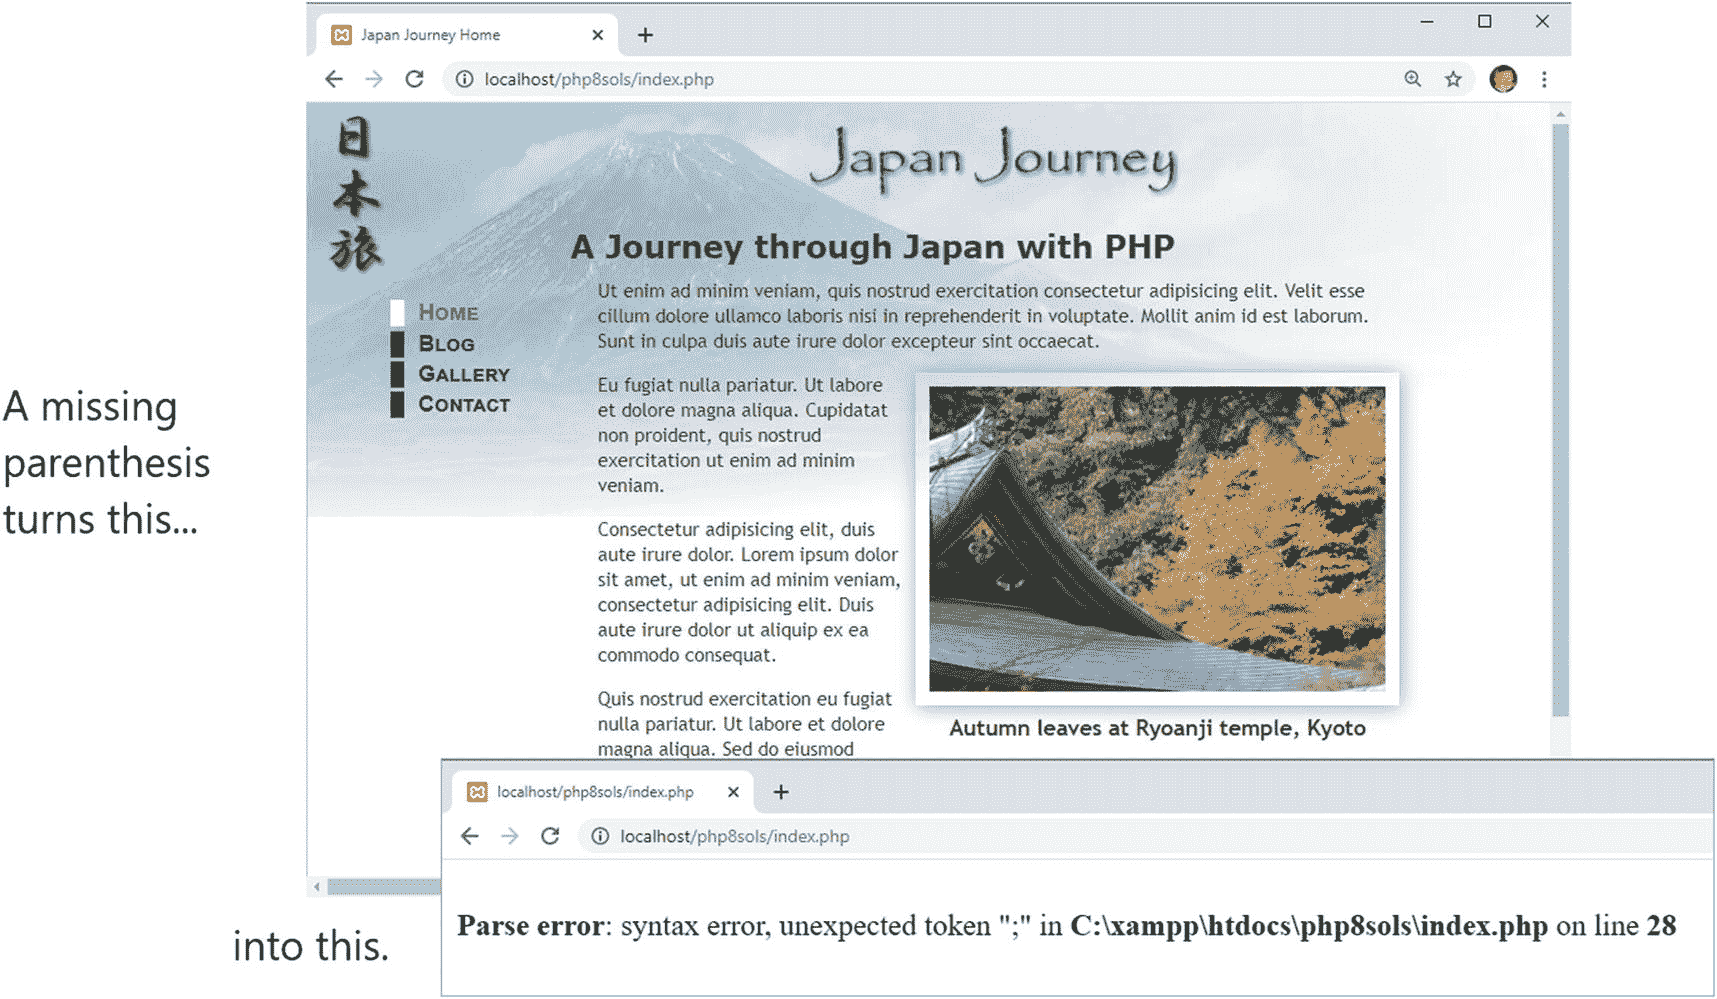 Japan Journey Home
localhost/php8sols/index.php
日
本
旅
Japan Journey
A Journey through Japan with PHP
HOME
BLOG
GALLERY
CONTACT
Ut enim ad minim veniam, quis nostrud exercitation consectetur adipisicing elit. Velit esse
cillum dolore ullamco laboris nisi in reprehenderit in voluptate. Mollit anim id est laborum.
Sunt in culpa duis aute irure dolor excepteur sint occaecat.
Eu fugiat nulla pariatur. Ut labore
et dolore magna aliqua. Cupidatat
non proident, quis nostrud
exercitation ut enim ad minim
veniam.
Consectetur adipisicing elit, duis
aute irure dolor. Lorem ipsum dolor
sit amet, ut enim ad minim veniam,
consectetur adipisicing elit. Duis
aute irure dolor ut aliquip ex ea
commodo consequat.
Quis nostrud exercitation eu fugiat
nulla pariatur. Ut labore et dolore
magna aliqua. Sed do eiusmod
Autumn leaves at Ryoanji temple, Kyoto
A missing
parenthesis
turns this...
localhost/php8sols/index.php
localhost/php8sols/index.php
Parse error: syntax error, unexpected token ";" in C:\xampp\htdocs\php8sols\index.php on line 28
into this.